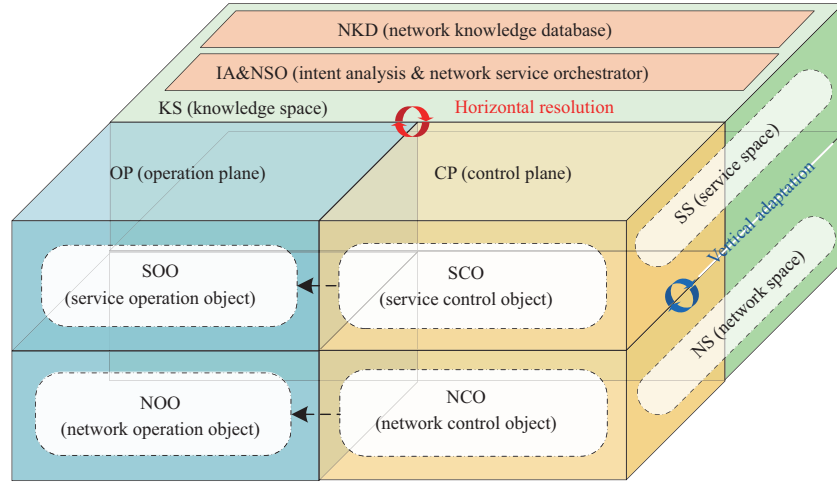 NKD (network knowledge database)
IA&NSO (intent analysis & network service orchestrator)
KS (knowledge space)
Horizontal resolution
OP (operation plane)
CP (control plane)
SS (service space)
Vertical adaptation
NS (network space)
SOO
(service operation object)
SCO
(service control object)
NOO
(network operation object)
NCO
(network control object)